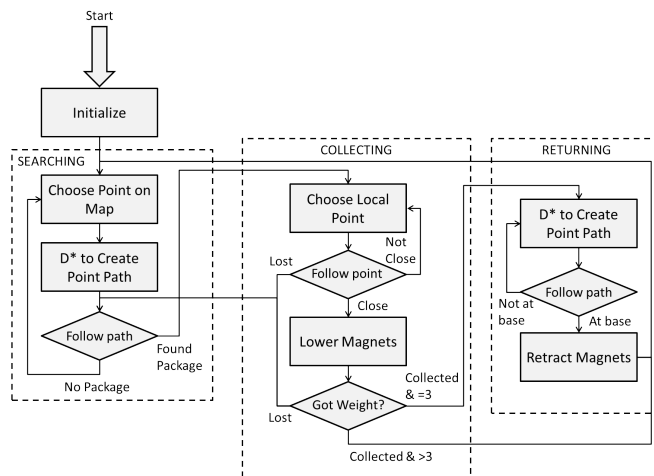 Start
Initialize
SEARCHING
Choose Point on
Map
D* to Create
Point Path
Follow path
Found
Package
No Package
COLLECTING
Choose Local
Point
Not
Close
Lost
Follow point
Close
Lower Magnets
Collected
& =3
Lost
Got Weight?
Collected & >3
RETURNING
D* to Create
Point Path
Follow path
Not at
base
At base
Retract Magnets